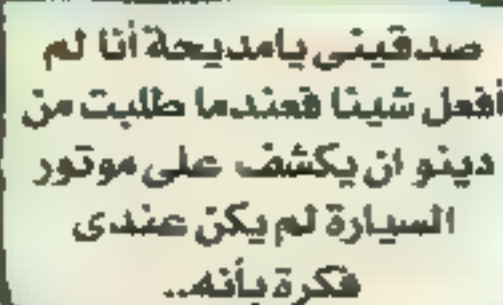 صدقينى يامديحة أنا لم
أفعل شيئا فعندما طلبت من
دينو ان يكشف على موتور
السيارة لم يكن عندى
فكرة بأنه..